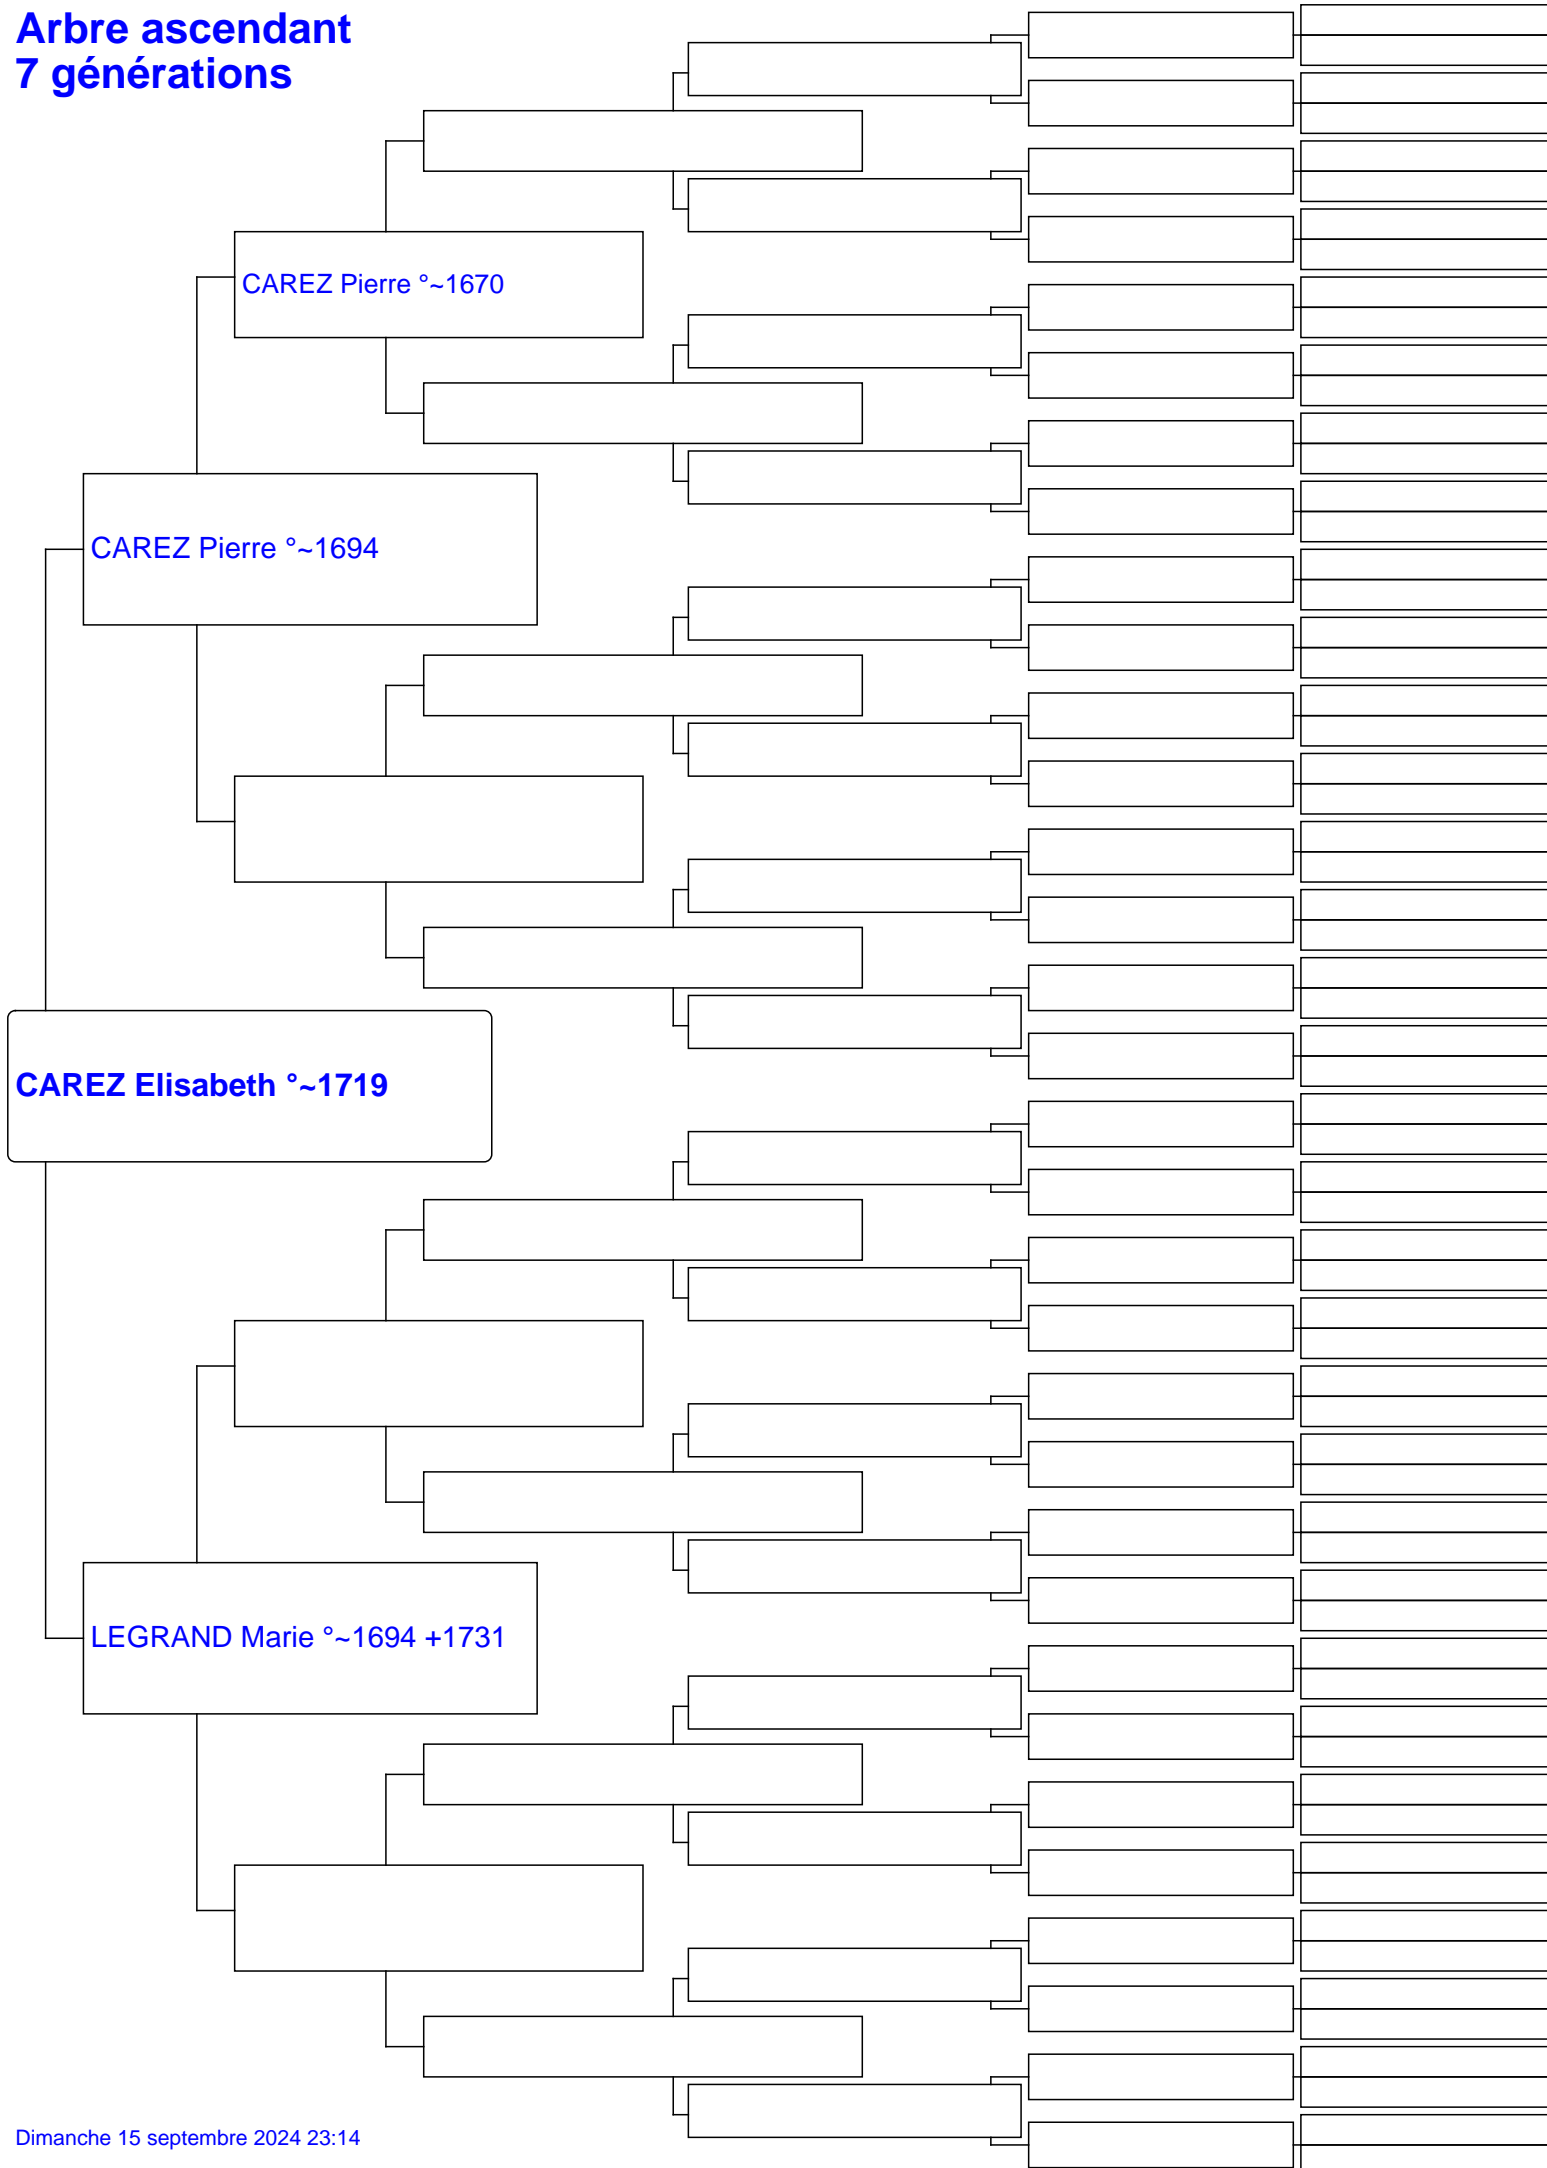 Arbre ascendant
7 générations
CAREZ Pierre °~1670
CAREZ Pierre °~1694
CAREZ Elisabeth °~1719
LEGRAND Marie °~1694 +1731
Dimanche 15 septembre 2024 23:14